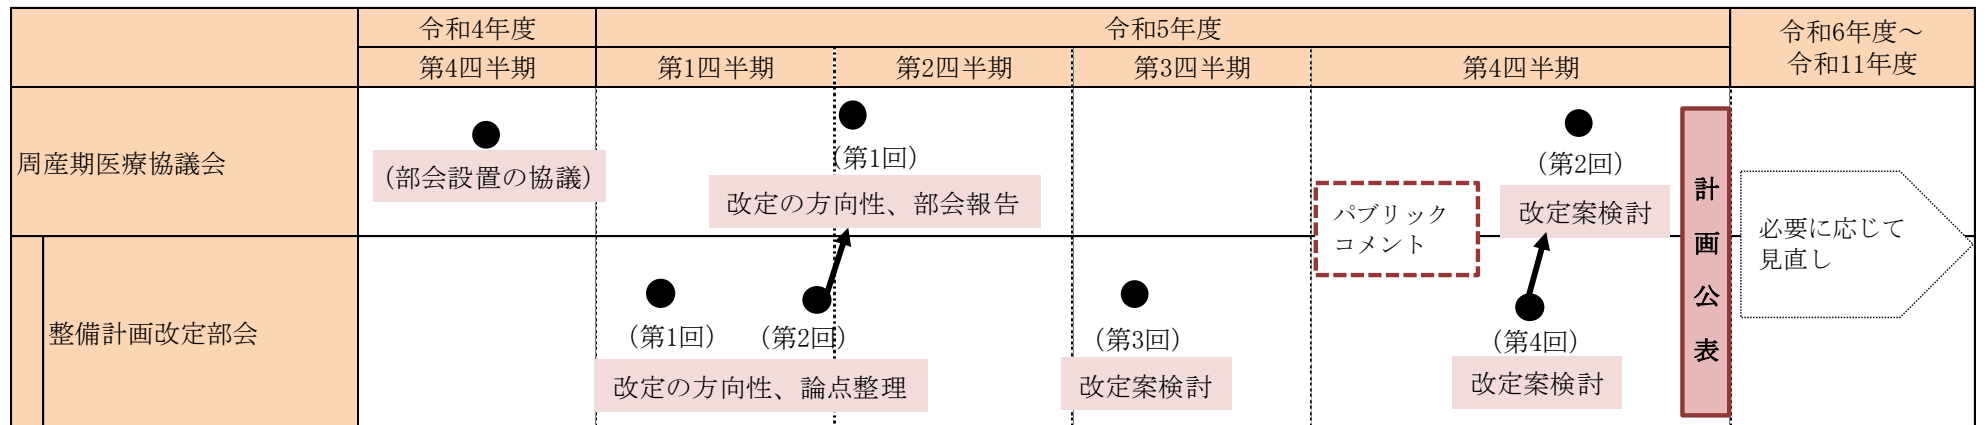 令和4年度
令和5年度
令和6年度～
令和11年度
第4四半期
第1四半期
第2四半期
第3四半期
第4四半期
周産期医療協議会
(部会設置の協議)
(第1回)
改定の方向性、部会報告
(第2回)
改定案検討
パブリック
コメント
計画公表
必要に応じて
見直し
整備計画改定部会
(第1回)
(第2回)
改定の方向性、論点整理
(第3回)
改定案検討
(第4回)
改定案検討